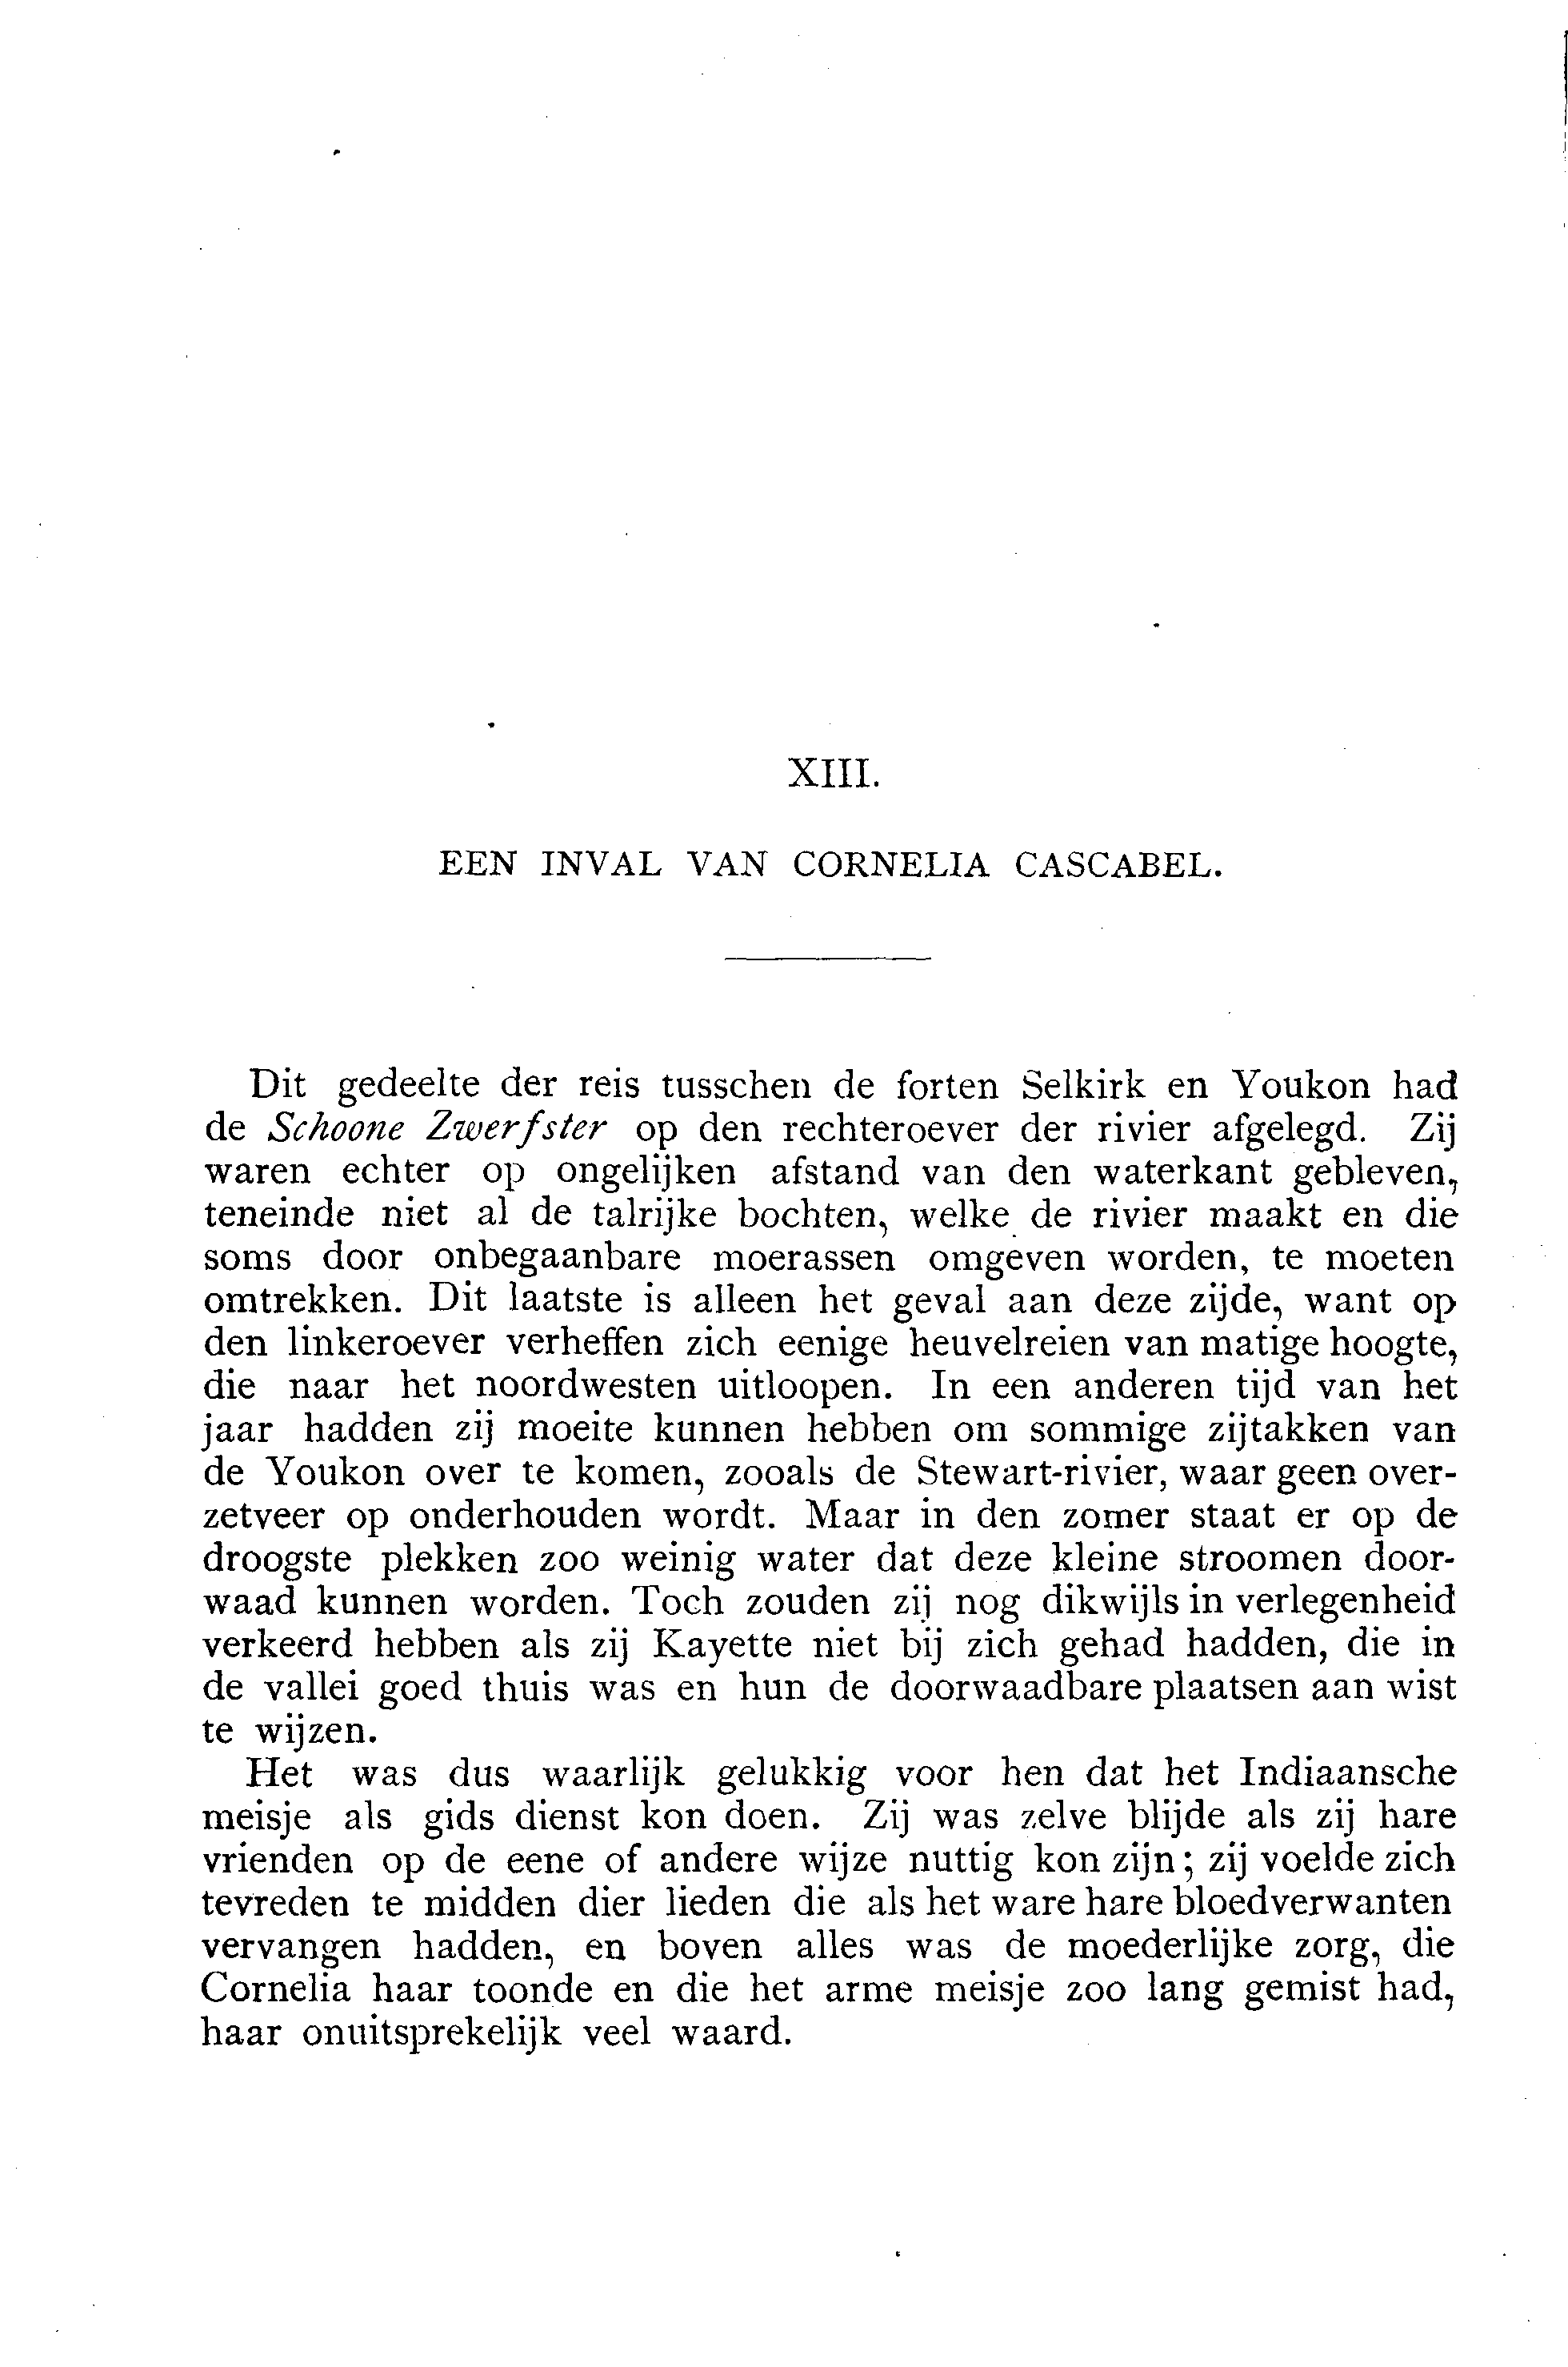 XIII.
EEN INVAL VAN CORNELIA CASCABEL.
Dit gedeelte der reis tusschen de forten Selkirk en Youkon had
de Schoone Zwerfster op den rechteroever der rivier afgelegd. Zij
waren echter op ongelijken afstand van den waterkant gebleven,
teneinde niet al de talrijke bochten, welke de rivier maakt en die
soms door onbegaanbare moerassen omgeven worden, te moeten
omtrekken. Dit laatste is alleen het geval aan deze zijde, want op
den linkeroever verheffen zich eenige heuvelreien van matige hoogte,
die naar het noordwesten uitloopen. In een anderen tijd van het
jaar hadden zij moeite kunnen hebben om sommige zijtakken van
de Youkon over te komen, zooals de Stewart-rivier, waar geen over-
zetveer op onderhouden wordt. Maar in den zomer staat er op de
droogste plekken zoo weinig water dat deze kleine stroomen door-
waad kunnen worden. Toch zouden zij nog dikwijls in verlegenheid
verkeerd hebben als zij Kayette niet bij zich gehad hadden, die in
de vallei goed thuis was en hun de doorwaadbare plaatsen aan wist
te wijzen.
Het was dus waarlijk gelukkig voor hen dat het Indiaansche
meisje als gids dienst kon doen. Zij was zelve blijde als zij hare
vrienden op de eene of andere wijze nuttig kon zijn; zij voelde zich
tevreden te midden dier lieden die als het ware hare bloedverwanten
vervangen hadden, en boven alles was de moederlijke zorg, die
Cornelia haar toonde en die het arme meisje zoo lang gemist had,
haar onuitsprekelijk veel waard.